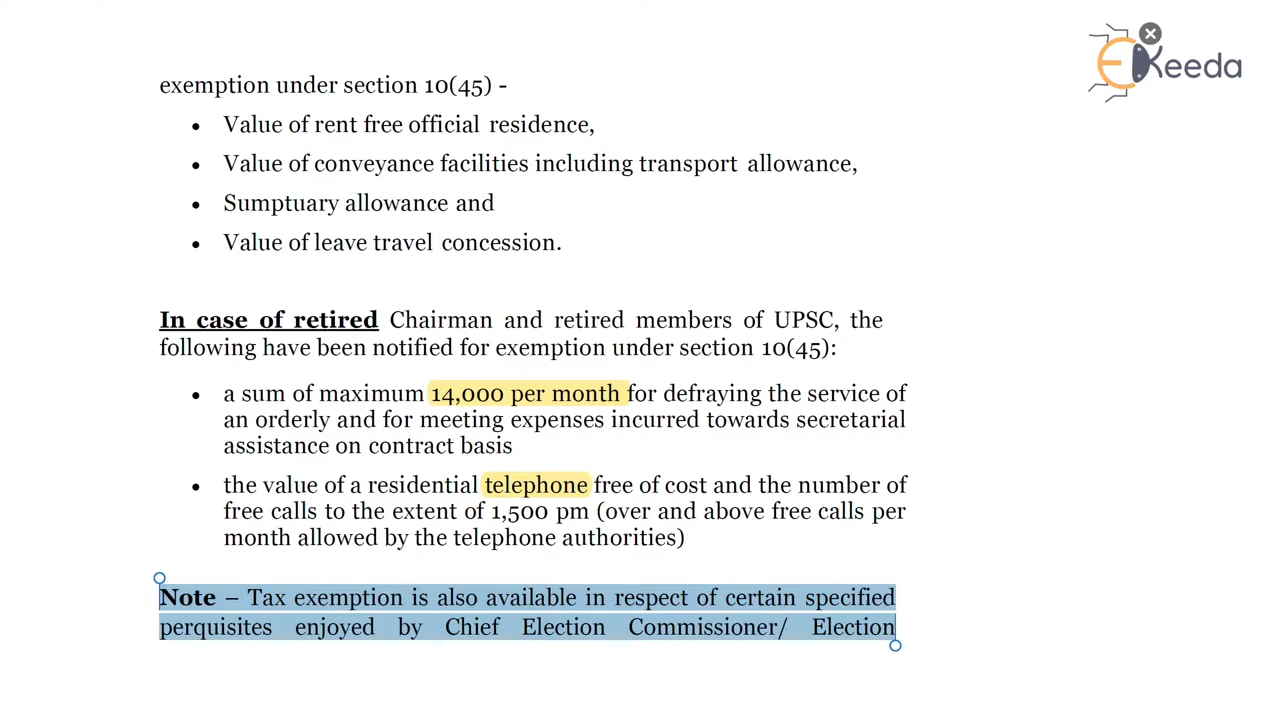 EKeeda
exemption under section 10(45) -
• Value of rent free official residence,
• Value of conveyance facilities including transport allowance,
• Sumptuary allowance and
• Value of leave travel concession.
In case of retired Chairman and retired members of UPSC, the
following have been notified for exemption under section 10(45):
• a sum of maximum 14,000 per month for defraying the service of
an orderly and for meeting expenses incurred towards secretarial
assistance on contract basis
• the value of a residential telephone free of cost and the number of
free calls to the extent of 1,500 pm (over and above free calls per
month allowed by the telephone authorities)
Note – Tax exemption is also available in respect of certain specified
perquisites enjoyed by Chief Election Commissioner/ Election